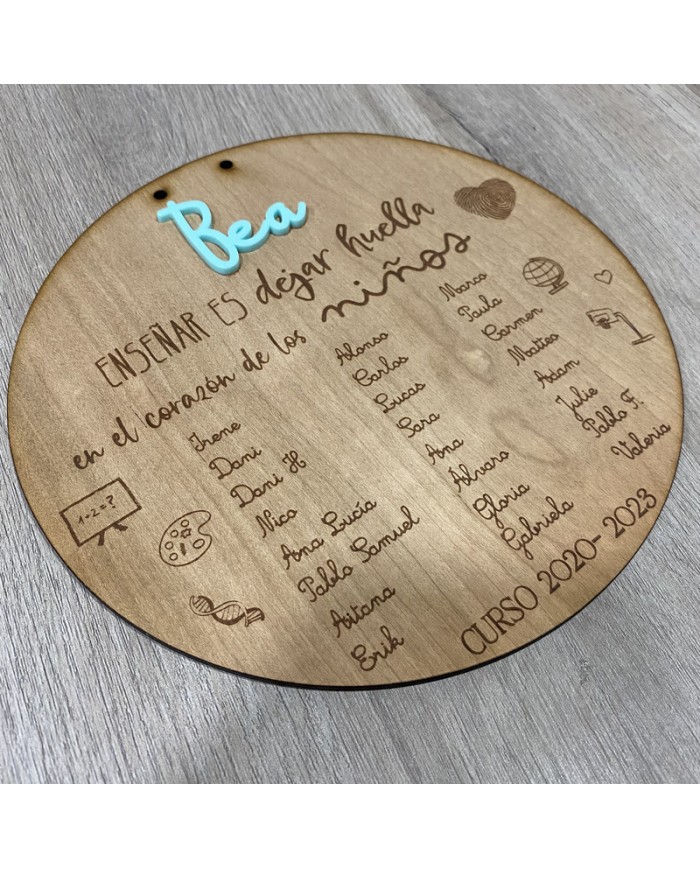 Bea
ENSEÑAR ES dejar huella
en el corazón de los niños
Irene
Dani
Dani H
Nico
Ana Lucía
Pablo Samuel
Aitana
Erik
Alonso
Carlos
Lucas
Sara
Ana
Álvaro
Gloria
Gabriela
Marco
Paula
Carmen
Matteo
Adam
Julie
Pablo F.
Valeria
1+2=?
CURSO 2020-2023